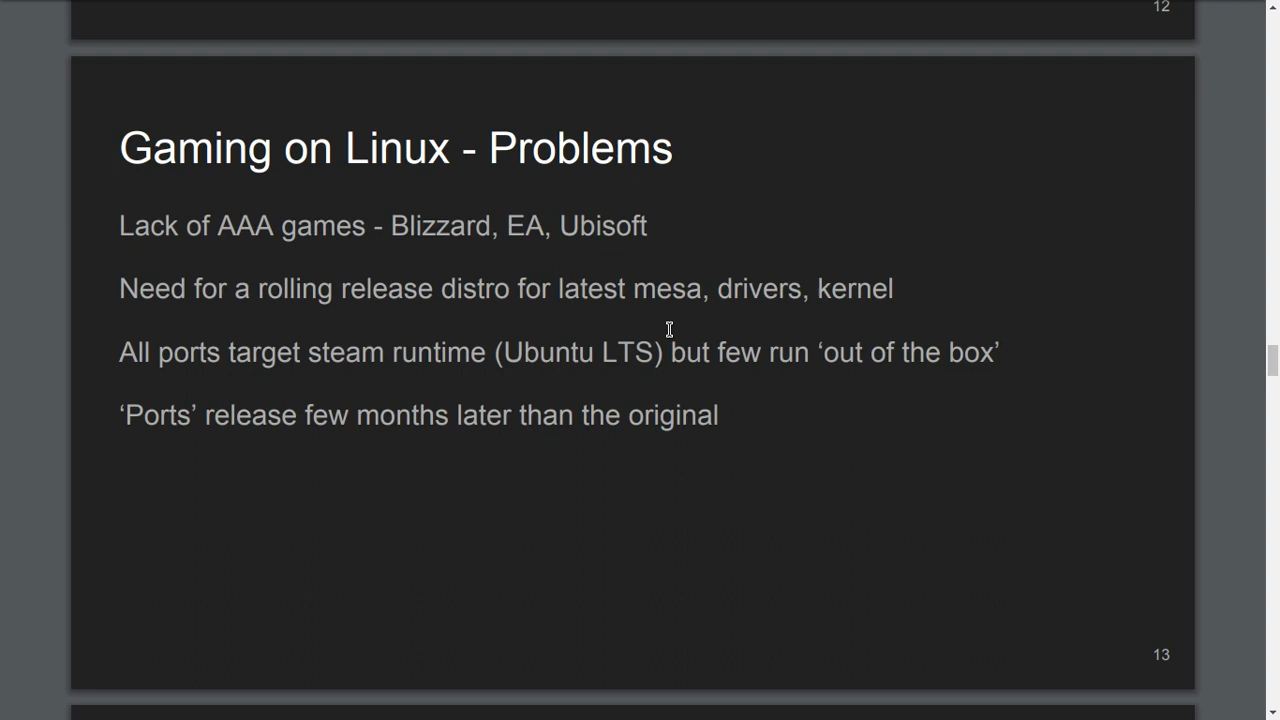 12
Gaming on Linux - Problems
Lack of AAA games - Blizzard, EA, Ubisoft
Need for a rolling release distro for latest mesa, drivers, kernel
All ports target steam runtime (Ubuntu LTS) but few run ‘out of the box’
‘Ports’ release few months later than the original
13